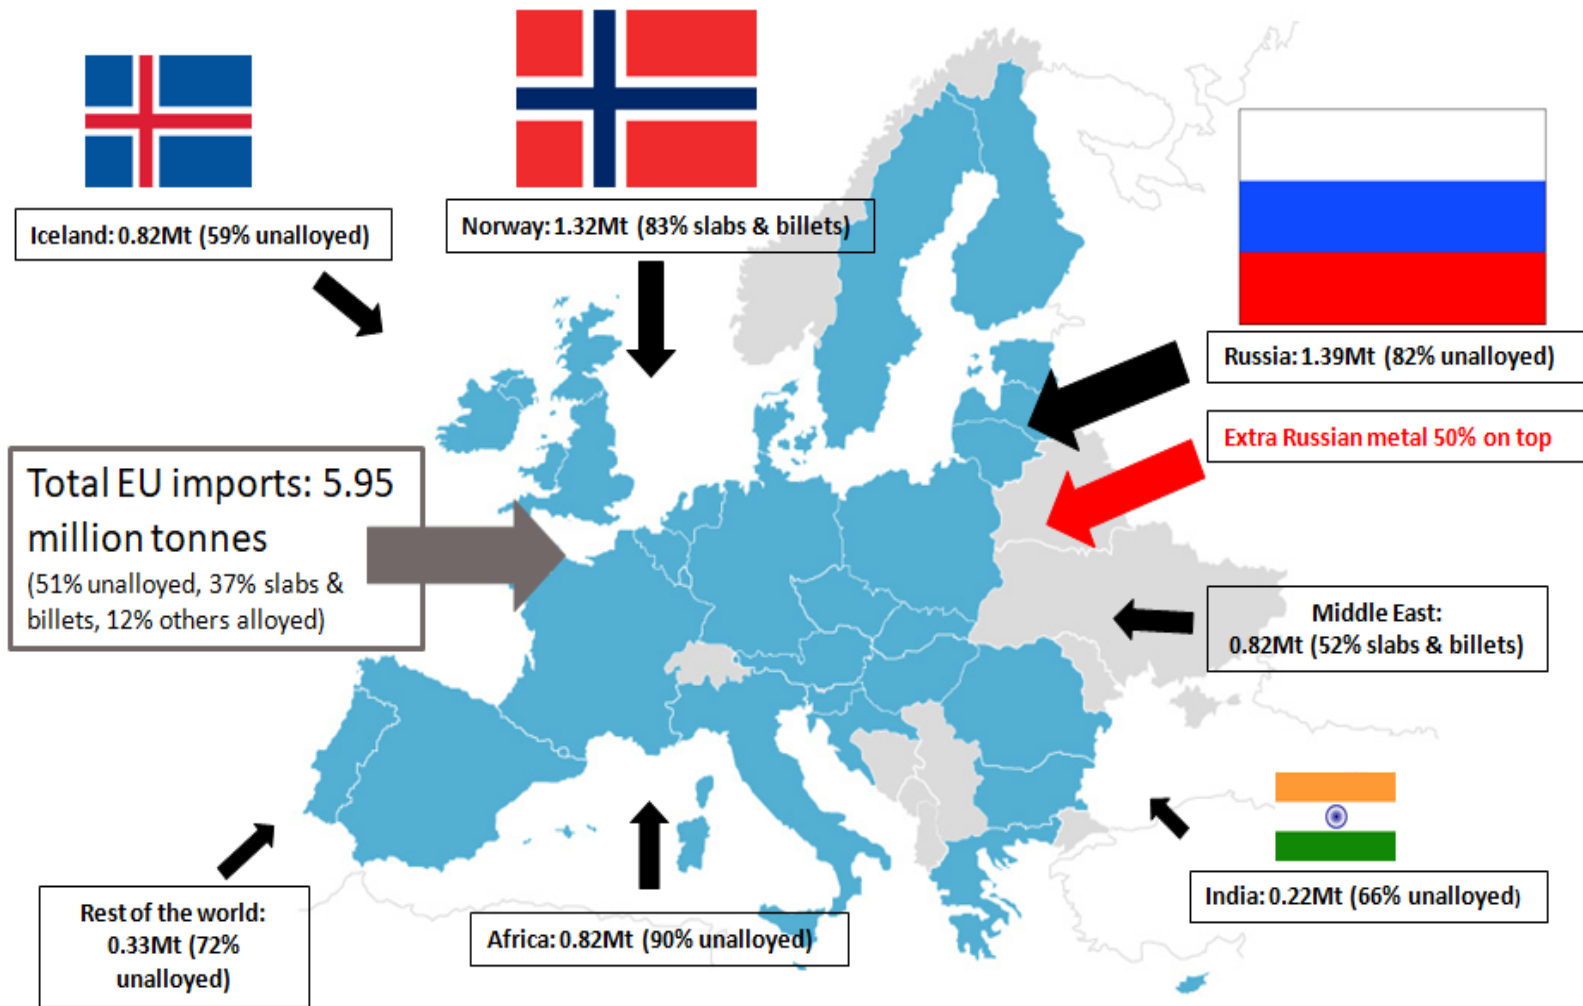 Iceland: 0.82Mt (59% unalloyed)
Norway: 1.32Mt (83% slabs & billets)
Russia: 1.39Mt (82% unalloyed)
Extra Russian metal 50% on top
Total EU imports: 5.95
million tonnes
(51% unalloyed, 37% slabs &
billets, 12% others alloyed)
Middle East:
0.82Mt (52% slabs & billets)
India: 0.22Mt (66% unalloyed)
Rest of the world:
0.33Mt (72%
unalloyed)
Africa: 0.82Mt (90% unalloyed)